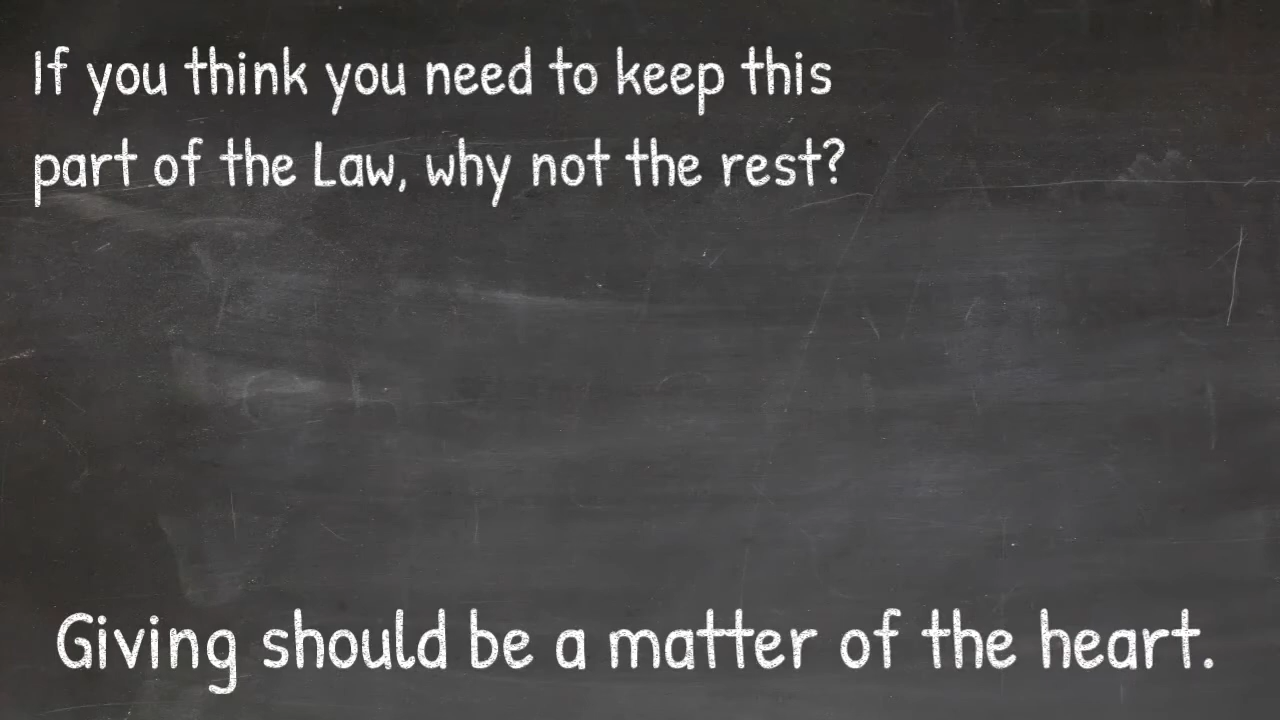 If you think you need to keep this
part of the Law, why not the rest?
Giving should be a matter of the heart.